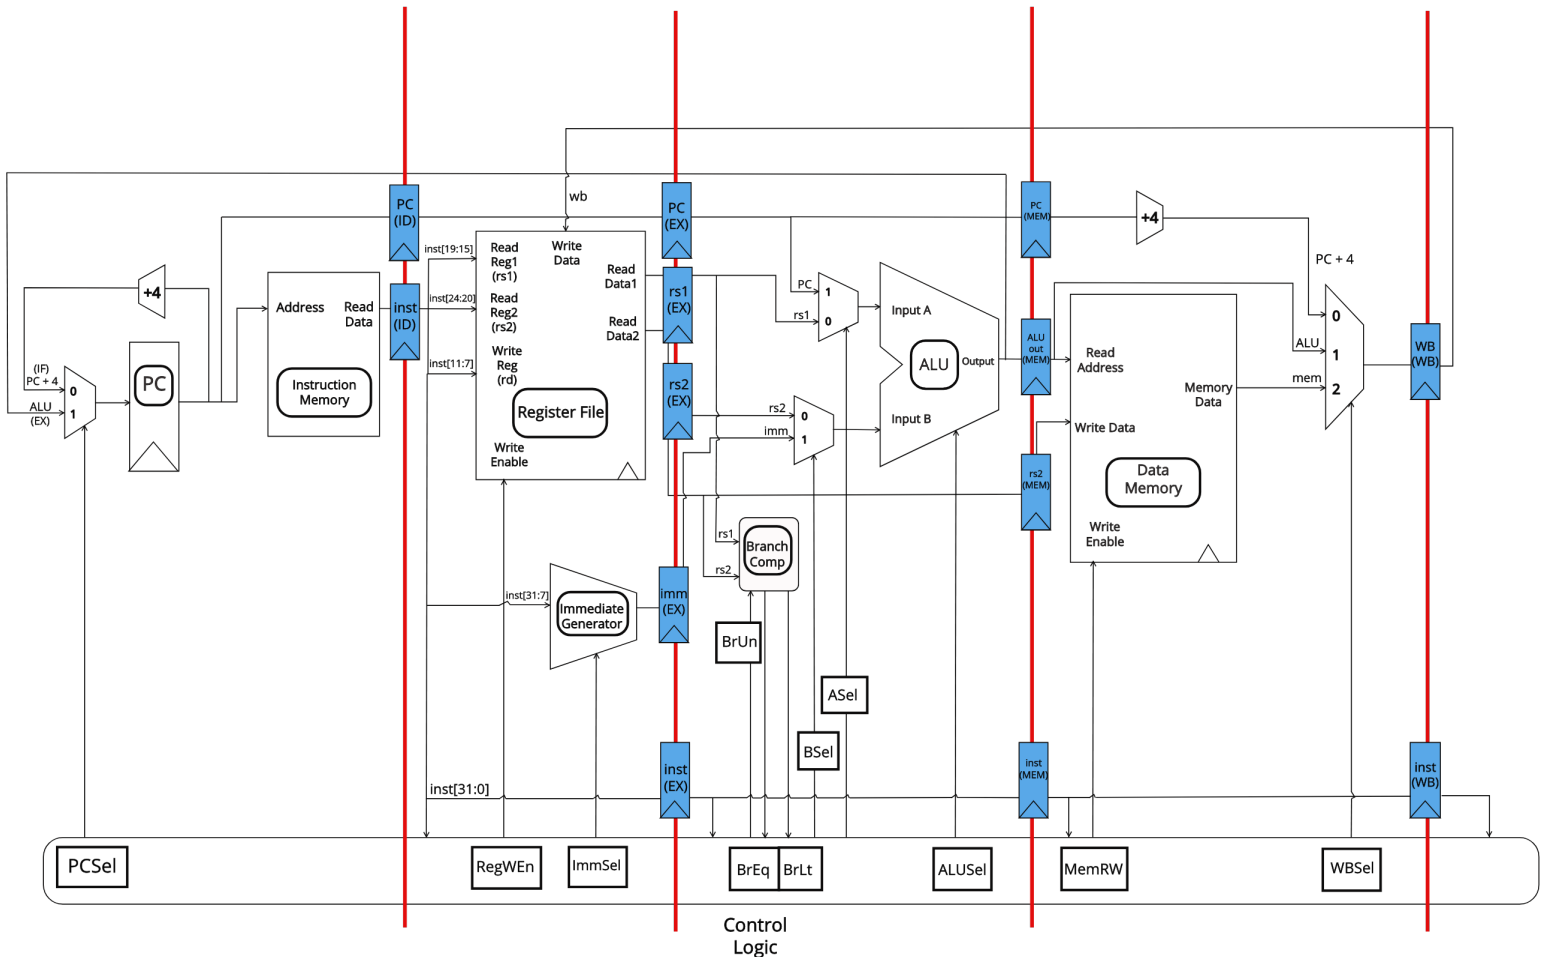 wb
PC
(ID)
PC
(EX)
PC
(MEM)
+4
inst[19:15]
Read
Reg1
(rs1)
Write
Data
Read
Data1
PC + 4
+4
Address
Read
Data
inst
(ID)
inst[24:20]
Read
Reg2
(rs2)
Read
Data2
rs1
(EX)
PC
1
rs1
0
Input A
ALU
out
(MEM)
0
ALU
1
mem
2
WB
(WB)
(IF)
PC + 4
0
ALU
1
(EX)
PC
Instruction
Memory
inst[11:7]
Write
Reg
(rd)
Register File
rs2
(EX)
rs2
0
imm
1
ALU
Output
Input B
Read
Address
Memory
Data
Write Data
Write
Enable
rs2
(MEM)
Data
Memory
Write
Enable
rs1
rs2
Branch
Comp
inst[31:7]
Immediate
Generator
imm
(EX)
BrUn
ASel
BSel
inst[31:0]
inst
(EX)
inst
(MEM)
inst
(WB)
PCSel
RegWEn
ImmSel
BrEq
BrLt
ALUSel
MemRW
WBSel
Control
Logic